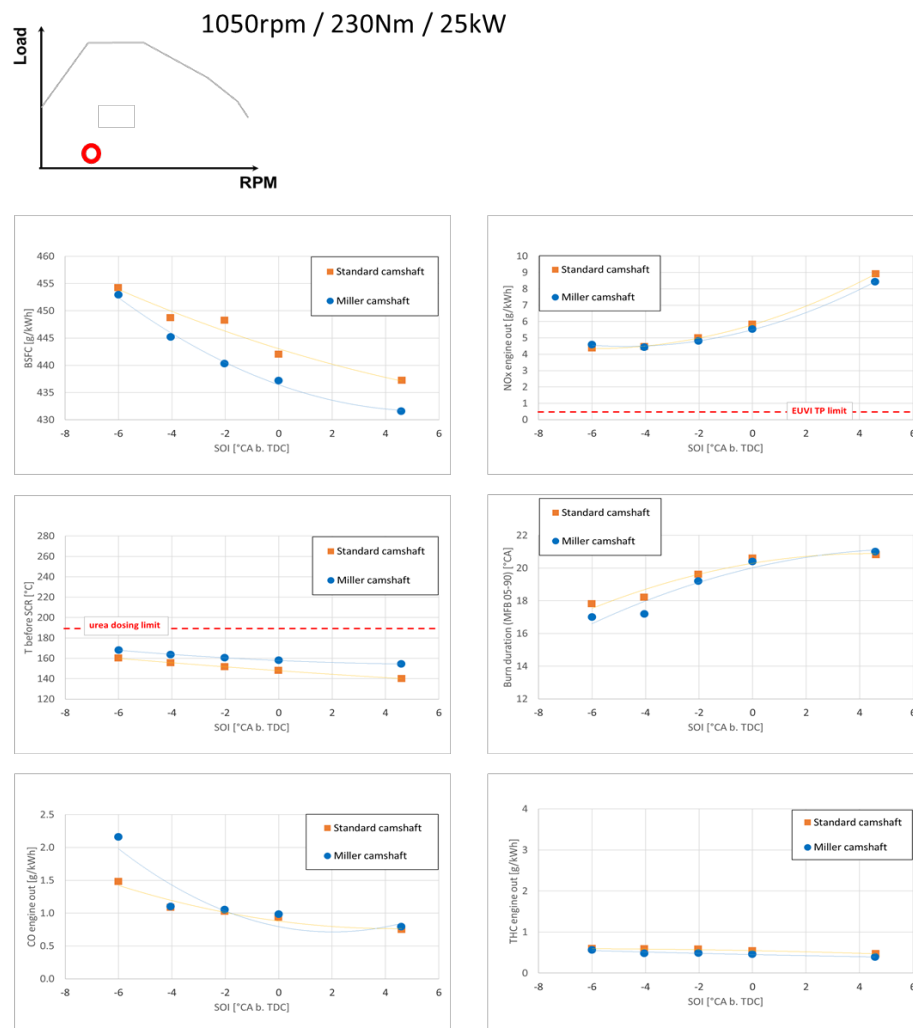 1050rpm / 230Nm / 25kW
Load
RPM
BSFC [g/kWh]
460
455
450
445
440
435
430
-8 -6 -4 -2 0 2 4 6
SOI [°CA b. TDC]
Standard camshaft
Miller camshaft
NOx engine out [g/kWh]
10
9
8
7
6
5
4
3
2
1
0
-8 -6 -4 -2 0 2 4 6
SOI [°CA b. TDC]
Standard camshaft
Miller camshaft
EUVI TP limit
T before SCR [°C]
280
260
240
220
200
180
160
140
120
-8 -6 -4 -2 0 2 4 6
SOI [°CA b. TDC]
Standard camshaft
Miller camshaft
urea dosing limit
Burn duration (MFB 05-90) [°CA]
22
20
18
16
14
12
-8 -6 -4 -2 0 2 4 6
SOI [°CA b. TDC]
Standard camshaft
Miller camshaft
CO engine out [g/kWh]
2.5
2.0
1.5
1.0
0.5
0.0
-8 -6 -4 -2 0 2 4 6
SOI [°CA b. TDC]
Standard camshaft
Miller camshaft
THC engine out [g/kWh]
4
3
2
1
0
-8 -6 -4 -2 0 2 4 6
SOI [°CA b. TDC]
Standard camshaft
Miller camshaft